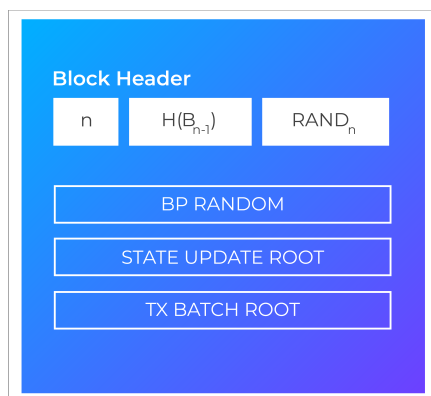 Block Header
n H(Bn-1) RANDn
BP RANDOM
STATE UPDATE ROOT
TX BATCH ROOT